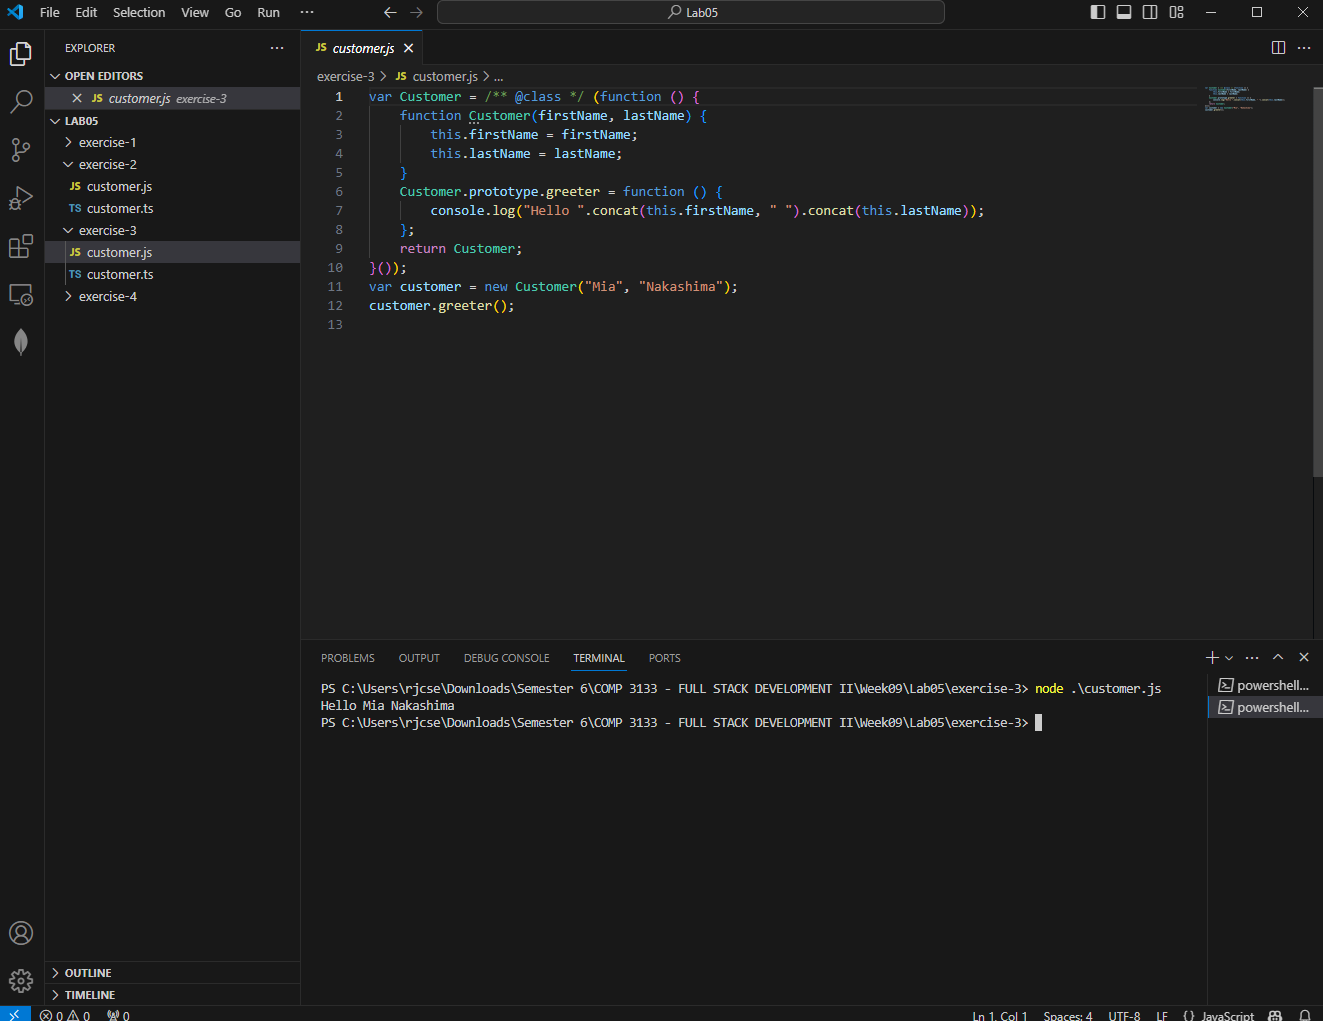 File Edit Selection View Go Run ···
Lab05
EXPLORER ···
OPEN EDITORS
JS customer.js exercise-3
LAB05
exercise-1
exercise-2
JS customer.js
TS customer.ts
exercise-3
JS customer.js
TS customer.ts
exercise-4
OUTLINE
TIMELINE
JS customer.js
exercise-3 > JS customer.js > ...
1 var Customer = /** @class */ (function () {
2     function Customer(firstName, lastName) {
3         this.firstName = firstName;
4         this.lastName = lastName;
5     }
6     Customer.prototype.greeter = function () {
7         console.log("Hello ".concat(this.firstName, " ").concat(this.lastName));
8     };
9     return Customer;
10 }());
11 var customer = new Customer("Mia", "Nakashima");
12 customer.greeter();
13
PROBLEMS OUTPUT DEBUG CONSOLE TERMINAL PORTS
PS C:\Users\rjcse\Downloads\Semester 6\COMP 3133 - FULL STACK DEVELOPMENT II\Week09\Lab05\exercise-3> node .\customer.js
Hello Mia Nakashima
PS C:\Users\rjcse\Downloads\Semester 6\COMP 3133 - FULL STACK DEVELOPMENT II\Week09\Lab05\exercise-3>
powershell...
powershell...
0 0 0 Ln 1, Col 1 Spaces: 4 UTF-8 LF {} JavaScript